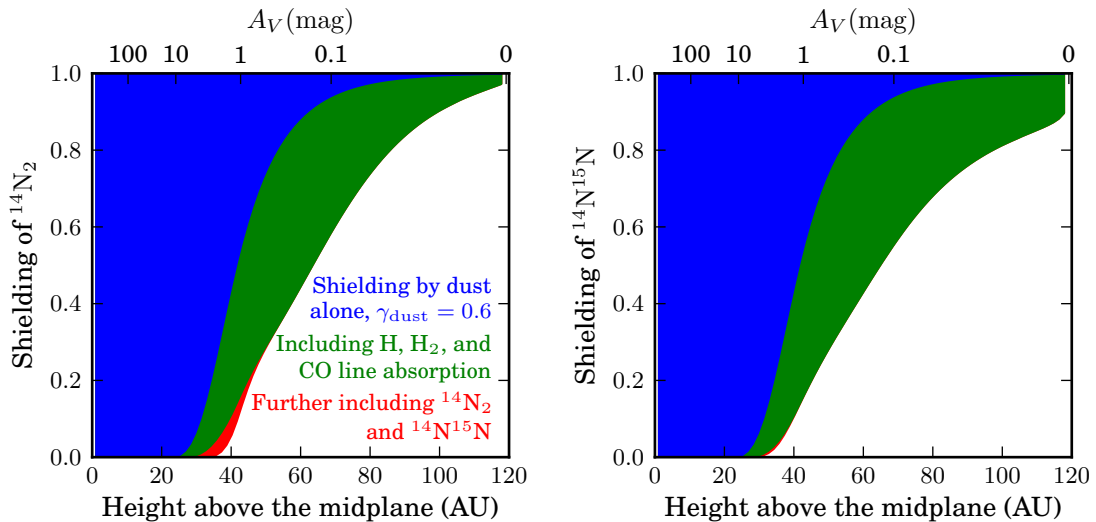 A_V(mag)
100 10 1 0.1 0
1.0
0.8
0.6
0.4
0.2
0.0
Shielding of ¹⁴N₂
Shielding by dust
alone, γ_dust = 0.6
Including H, H₂, and
CO line absorption
Further including ¹⁴N₂
and ¹⁴N¹⁵N
0 20 40 60 80 100 120
Height above the midplane (AU)
A_V(mag)
100 10 1 0.1 0
1.0
0.8
0.6
0.4
0.2
0.0
Shielding of ¹⁴N¹⁵N
0 20 40 60 80 100 120
Height above the midplane (AU)